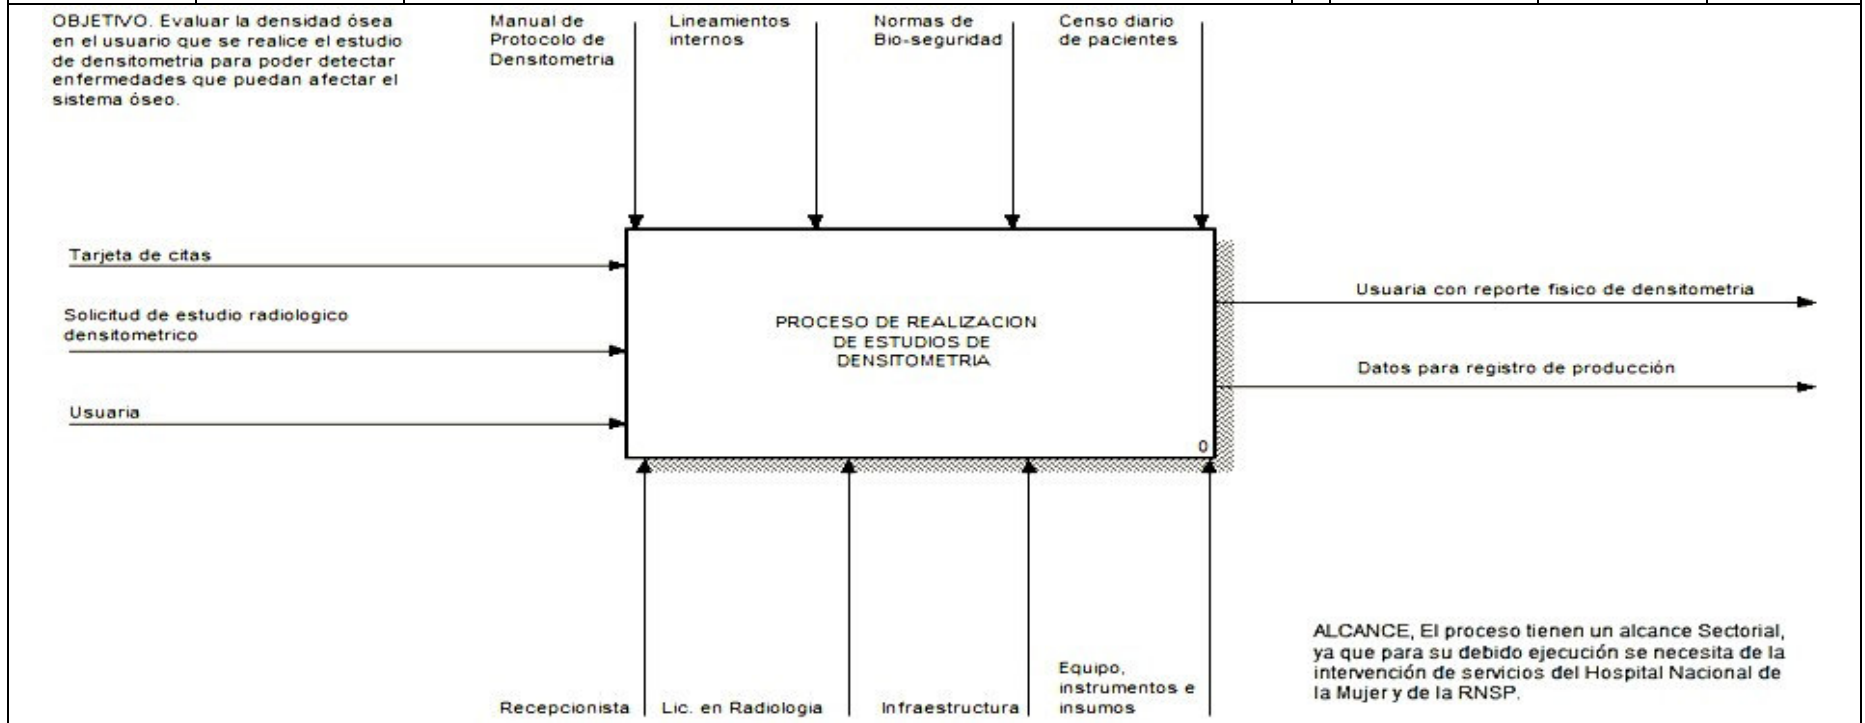 OBJETIVO. Evaluar la densidad ósea
en el usuario que se realice el estudio
de densitometria para poder detectar
enfermedades que puedan afectar el
sistema óseo.
Manual de
Protocolo de
Densitometria
Lineamientos
internos
Normas de
Bio-seguridad
Censo diario
de pacientes
Tarjeta de citas
Solicitud de estudio radiologico
densitometrico
Usuaria
PROCESO DE REALIZACION
DE ESTUDIOS DE
DENSITOMETRIA
0
Usuaria con reporte fisico de densitometria
Datos para registro de producción
Recepcionista
Lic. en Radiologia
Infraestructura
Equipo,
instrumentos e
insumos
ALCANCE, El proceso tienen un alcance Sectorial,
ya que para su debido ejecución se necesita de la
intervención de servicios del Hospital Nacional de
la Mujer y de la RNSP.